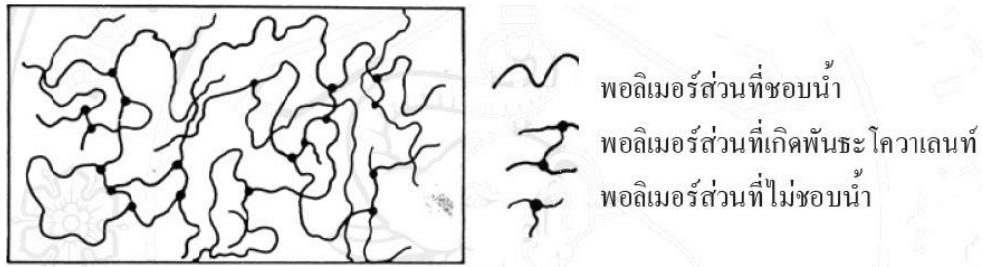 พอลิเมอร์ส่วนที่ชอบน้ำ
พอลิเมอร์ส่วนที่เกิดพันธะโควาเลนท์
พอลิเมอร์ส่วนที่ไม่ชอบน้ำ